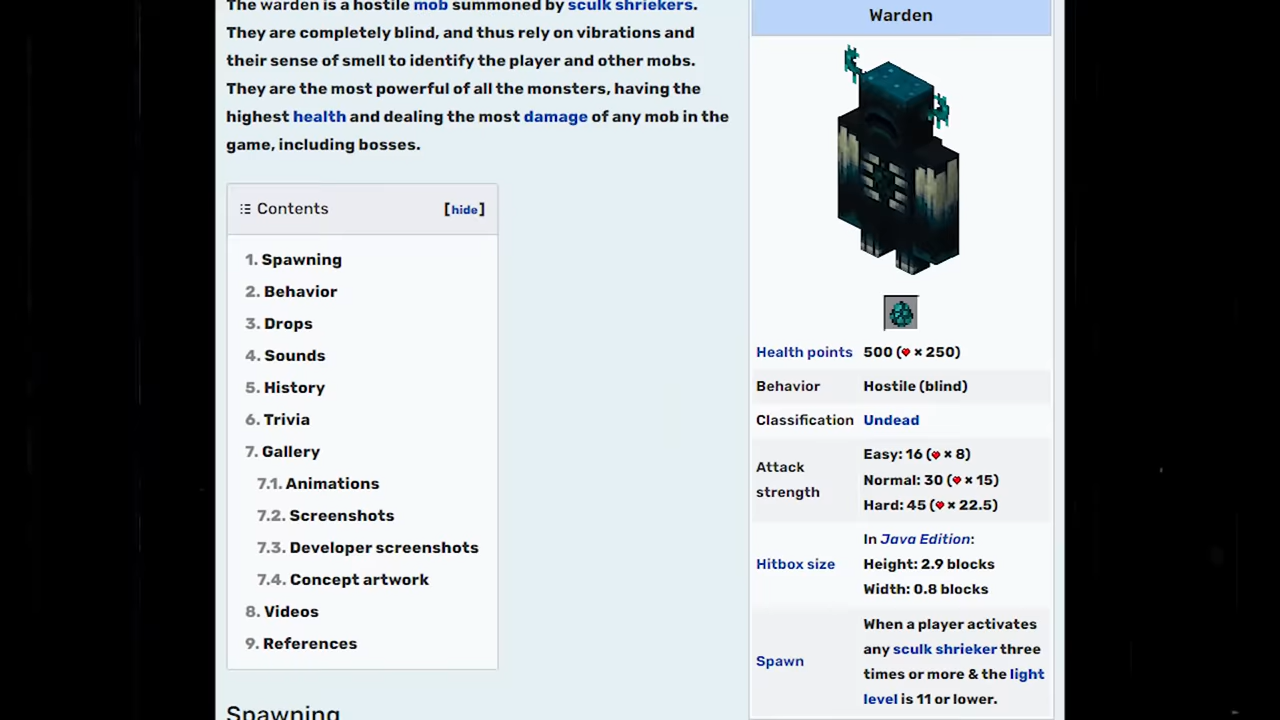 The warden is a hostile mob summoned by sculk shriekers.
They are completely blind, and thus rely on vibrations and
their sense of smell to identify the player and other mobs.
They are the most powerful of all the monsters, having the
highest health and dealing the most damage of any mob in the
game, including bosses.
Contents [hide]
1. Spawning
2. Behavior
3. Drops
4. Sounds
5. History
6. Trivia
7. Gallery
7.1. Animations
7.2. Screenshots
7.3. Developer screenshots
7.4. Concept artwork
8. Videos
9. References
Spawning
Warden
Health points 500 (♥ × 250)
Behavior Hostile (blind)
Classification Undead
Attack strength
Easy: 16 (♥ × 8)
Normal: 30 (♥ × 15)
Hard: 45 (♥ × 22.5)
Hitbox size
In Java Edition:
Height: 2.9 blocks
Width: 0.8 blocks
Spawn
When a player activates
any sculk shrieker three
times or more & the light
level is 11 or lower.